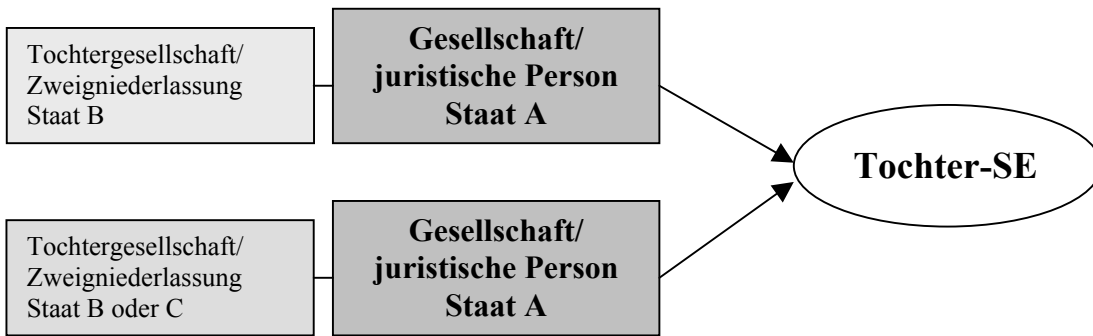 Tochtergesellschaft/
Zweigniederlassung
Staat B
Gesellschaft/
juristische Person
Staat A
Tochter-SE
Tochtergesellschaft/
Zweigniederlassung
Staat B oder C
Gesellschaft/
juristische Person
Staat A